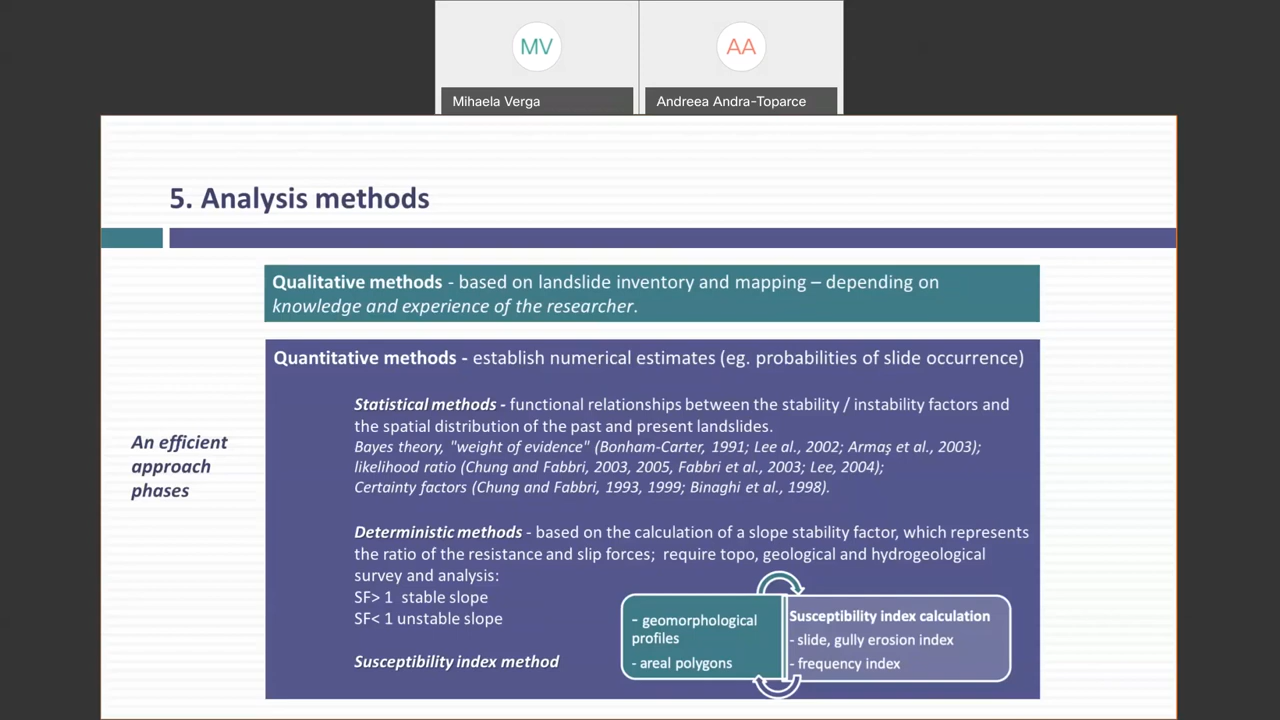 MV
AA
Mihaela Verga
Andreea Andra-Toparce
5. Analysis methods
Qualitative methods - based on landslide inventory and mapping – depending on
knowledge and experience of the researcher.
Quantitative methods - establish numerical estimates (eg. probabilities of slide occurrence)
Statistical methods - functional relationships between the stability / instability factors and
the spatial distribution of the past and present landslides.
Bayes theory, "weight of evidence" (Bonham-Carter, 1991; Lee al., 2002; Armaş et al., 2003);
likelihood ratio (Chung and Fabbri, 2003, 2005, Fabbri et al., 2003; Lee, 2004);
Certainty factors (Chung and Fabbri, 1993, 1999; Binaghi et al., 1998).
An efficient
approach
phases
Deterministic methods - based on the calculation of a slope stability factor, which represents
the ratio of the resistance and slip forces; require topo, geological and hydrogeological
survey and analysis:
SF> 1 stable slope
SF< 1 unstable slope
Susceptibility index method
- geomorphological
profiles
- areal polygons
Susceptibility index calculation
- slide, gully erosion index
- frequency index